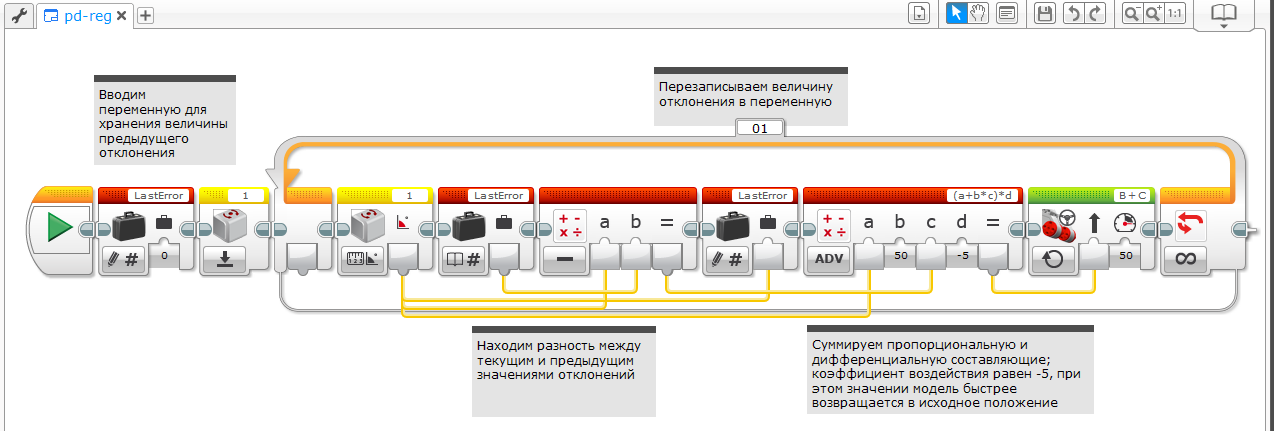 pd-reg
1:1
Вводим
переменную для
хранения величины
предыдущего
отклонения
Перезаписываем величину
отклонения в переменную
01
LastError
1
1
LastError
LastError
(a+b*c)*d
B+C
a b =
a b c d =
#
0
#
#
ADV
50
-5
50
Находим разность между
текущим и предыдущим
значениями отклонений
Суммируем пропорциональную и
дифференциальную составляющие;
коэффициент воздействия равен -5, при
этом значении модель быстрее
возвращается в исходное положение